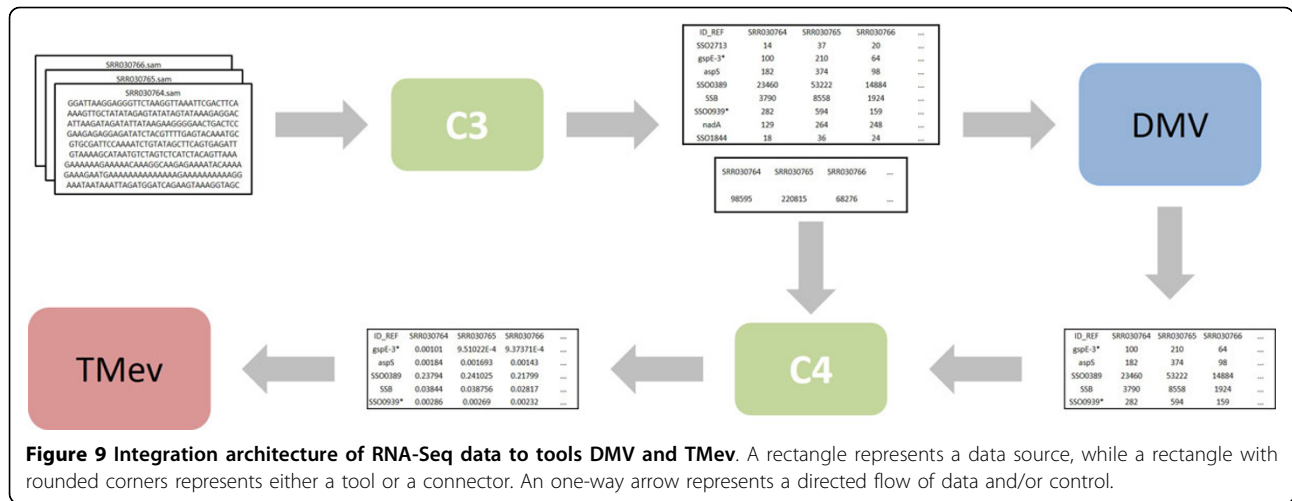 SRR030766.sam
SRR030765.sam
SRR030764.sam
GGATTAAGGAGGGTTCTAAGGTTAAATTCGACTTCA
AAAGTTGCTATATAGAGTATATAGTATAAAGAGGAC
ATTAAGATAGATATTATAAGAAGGGGAACTGACTCC
GAAGAGAGGAGATATCTACGTTTTGAGTACAAATGC
GTGCGATTCCAAAATCTGTATAGCTTCAGTGAGATT
GTAAAAGCATAATGTCTAGTCTCATCTACAGTTAAA
GAAAAAAGAAAAACAAAGGCAAGAGAAAATACAAAA
GAAAGAATGAAAAAAAAAAAAAAGAAAAAAAAAAGG
AAATAATAAATTAGATGGATCAGAAGTAAAGGTAGC
C3
ID_REF SRR030764 SRR030765 SRR030766 ...
SSO2713 14 37 20 ...
gspE-3* 100 210 64 ...
aspS 182 374 98 ...
SSO0389 23460 53222 14884 ...
SSB 3790 8558 1924 ...
SSO0939* 282 594 159 ...
nadA 129 264 248 ...
SSO1844 18 36 24 ...
SRR030764 SRR030765 SRR030766 ...
98595 220815 68276 ...
DMV
TMev
ID_REF SRR030764 SRR030765 SRR030766 ...
gspE-3* 0.00101 9.51022E-4 9.37371E-4 ...
aspS 0.00184 0.001693 0.00143 ...
SSO0389 0.23794 0.241025 0.21799 ...
SSB 0.03844 0.038756 0.02817 ...
SSO0939* 0.00286 0.00269 0.00232 ...
C4
ID_REF SRR030764 SRR030765 SRR030766 ...
gspE-3* 100 210 64 ...
aspS 182 374 98 ...
SSO0389 23460 53222 14884 ...
SSB 3790 8558 1924 ...
SSO0939* 282 594 159 ...
Figure 9 Integration architecture of RNA-Seq data to tools DMV and TMev. A rectangle represents a data source, while a rectangle with
rounded corners represents either a tool or a connector. An one-way arrow represents a directed flow of data and/or control.